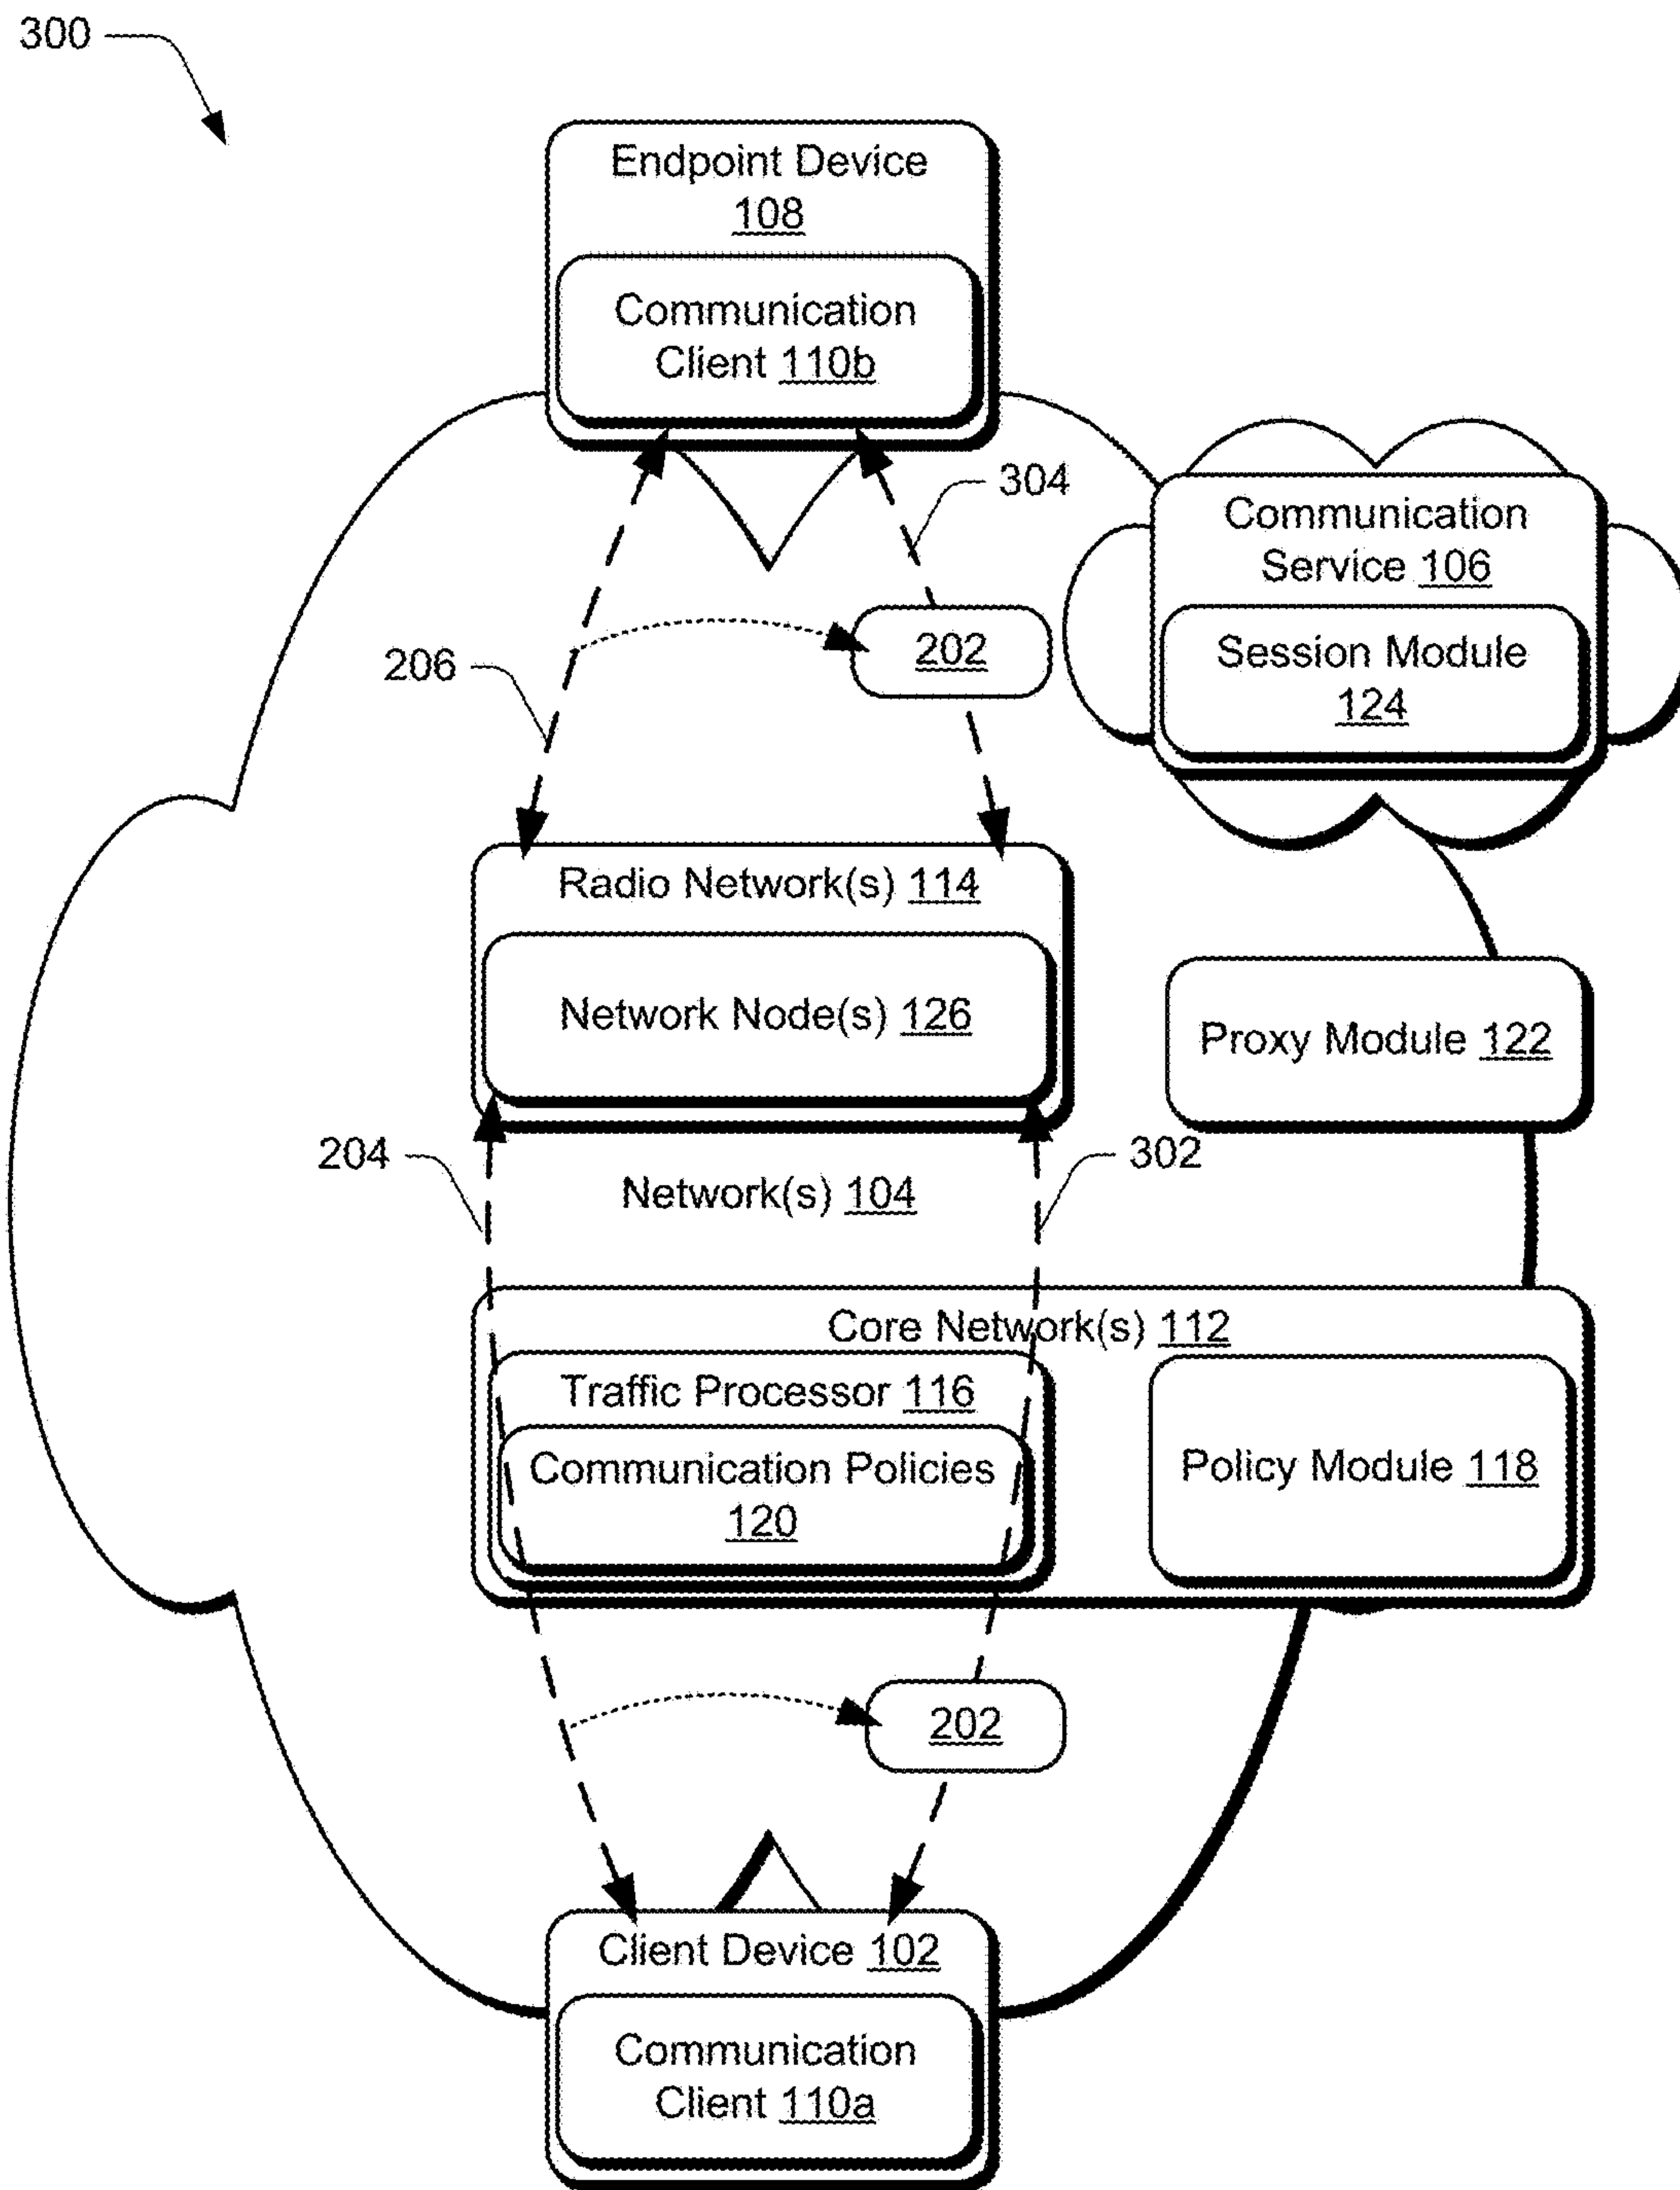 300
Endpoint Device
108
Communication
Client 110b
304
Communication
Service 106
202
Session Module
124
206
Radio Network(s) 114
Network Node(s) 126
Proxy Module 122
204
302
Network(s) 104
Core Network(s) 112
Traffic Processor 116
Communication Policies
120
Policy Module 118
202
Client Device 102
Communication
Client 110a